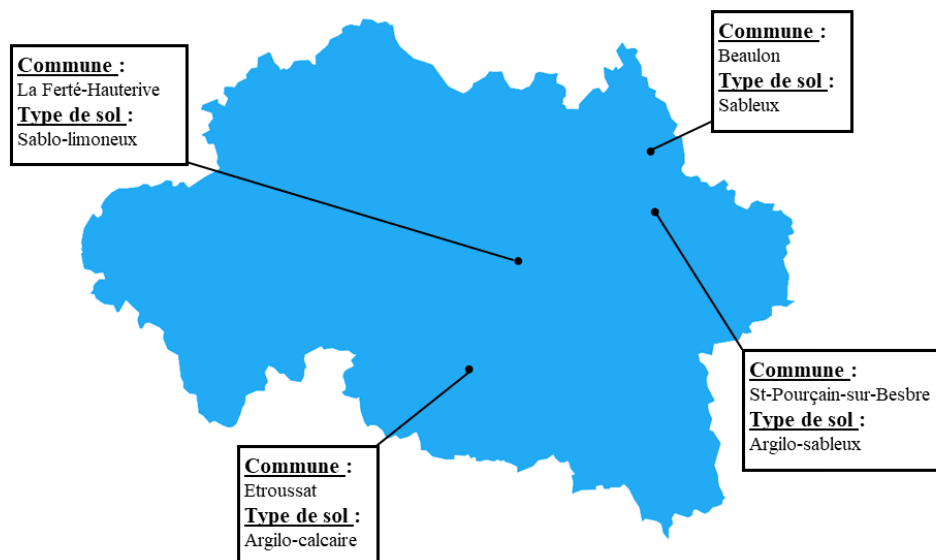 Commune :
La Ferté-Hauterive
Type de sol :
Sablo-limoneux
Commune :
Beaulon
Type de sol :
Sableux
Commune :
St-Pourçain-sur-Besbre
Type de sol :
Argilo-sableux
Commune :
Etroussat
Type de sol :
Argilo-calcaire